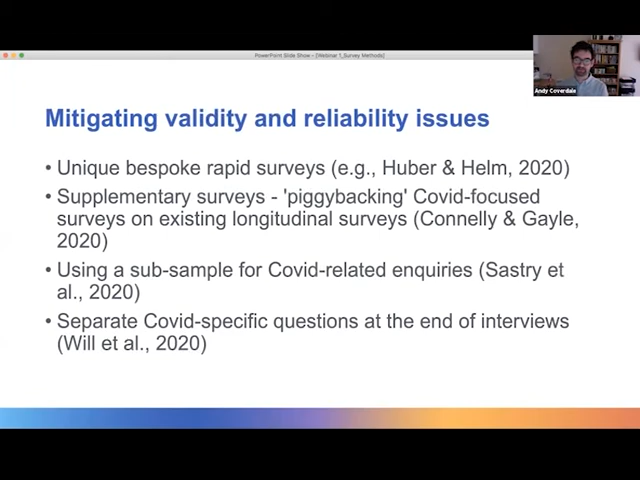 PowerPoint Slide Show - [Webinar 1_Survey Methods]
Andy Coverdale
Mitigating validity and reliability issues
• Unique bespoke rapid surveys (e.g., Huber & Helm, 2020)
• Supplementary surveys - 'piggybacking' Covid-focused
surveys on existing longitudinal surveys (Connelly & Gayle,
2020)
• Using a sub-sample for Covid-related enquiries (Sastry et
al., 2020)
• Separate Covid-specific questions at the end of interviews
(Will et al., 2020)